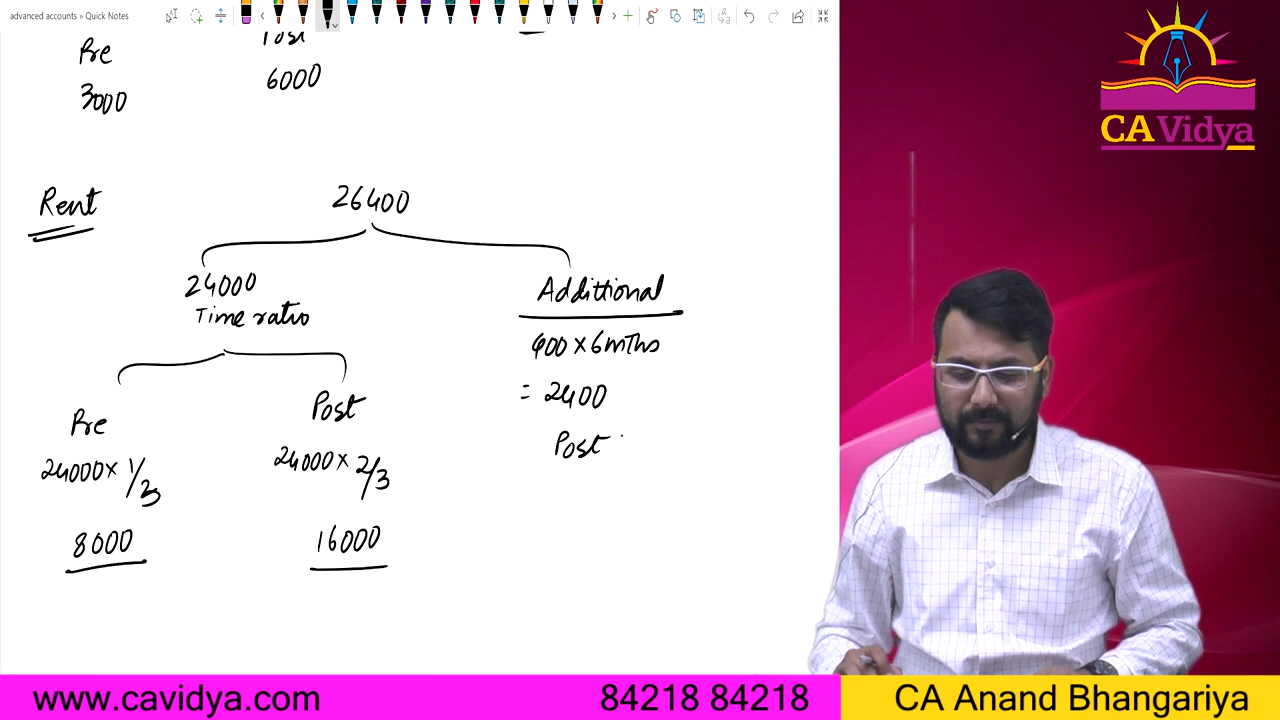 advanced accounts » Quick Notes
Pre
Post
3000
6000
Rent
26400
24000
Time ratio
Additional
400 × 6mths
= 2400
Post
Pre
Post
24000 × 1/3
24000 × 2/3
8000
16000
CA Vidya
www.cavidya.com
84218 84218
CA Anand Bhangariya